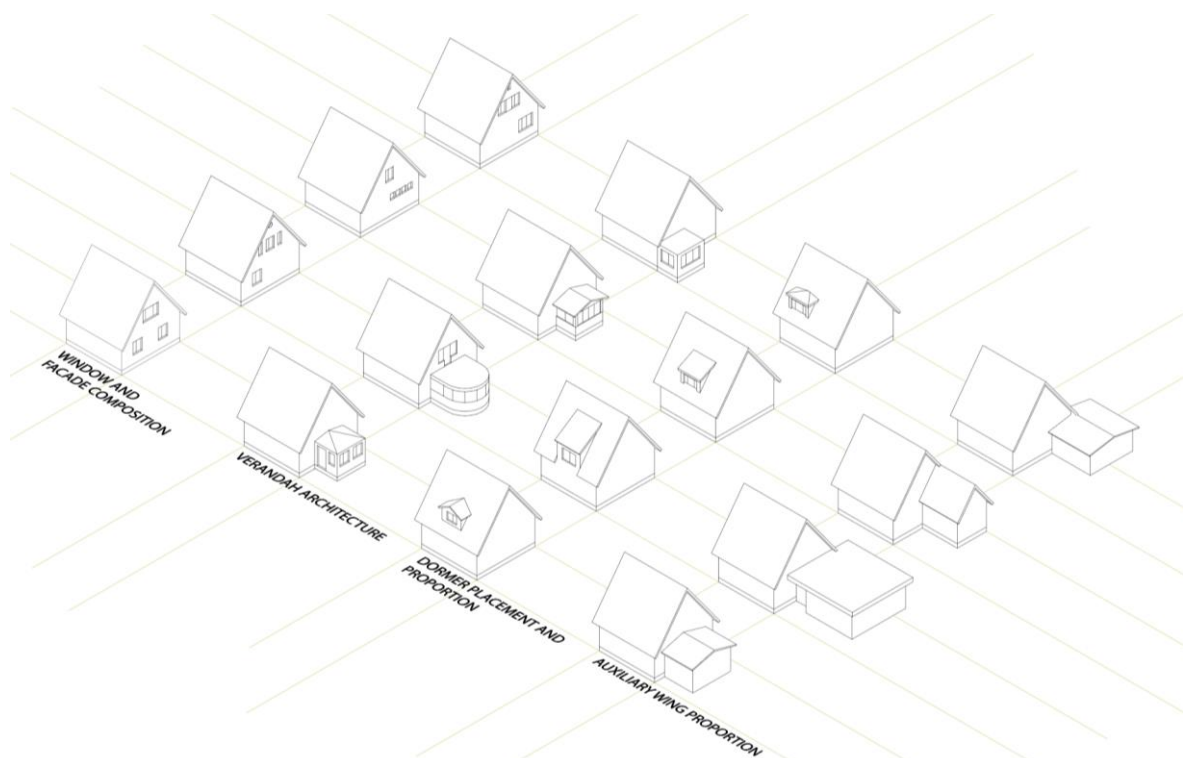 WINDOW AND
FACADE COMPOSITION
VERANDAH ARCHITECTURE
DORMER PLACEMENT AND
PROPORTION
AUXILIARY WING PROPORTION